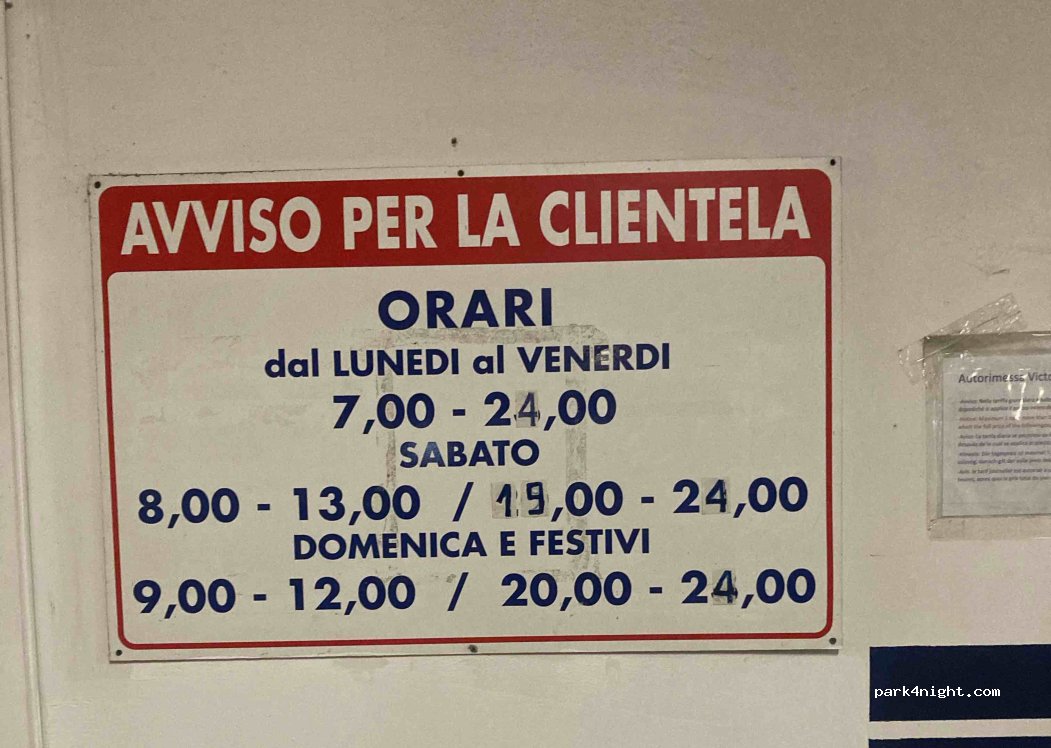 AVVISO PER LA CLIENTELA
ORARI
dal LUNEDI al VENERDI
7,00 - 24,00
SABATO
8,00 - 13,00 / 19,00 - 24,00
DOMENICA E FESTIVI
9,00 - 12,00 / 20,00 - 24,00
Autorimessa
park4night.com